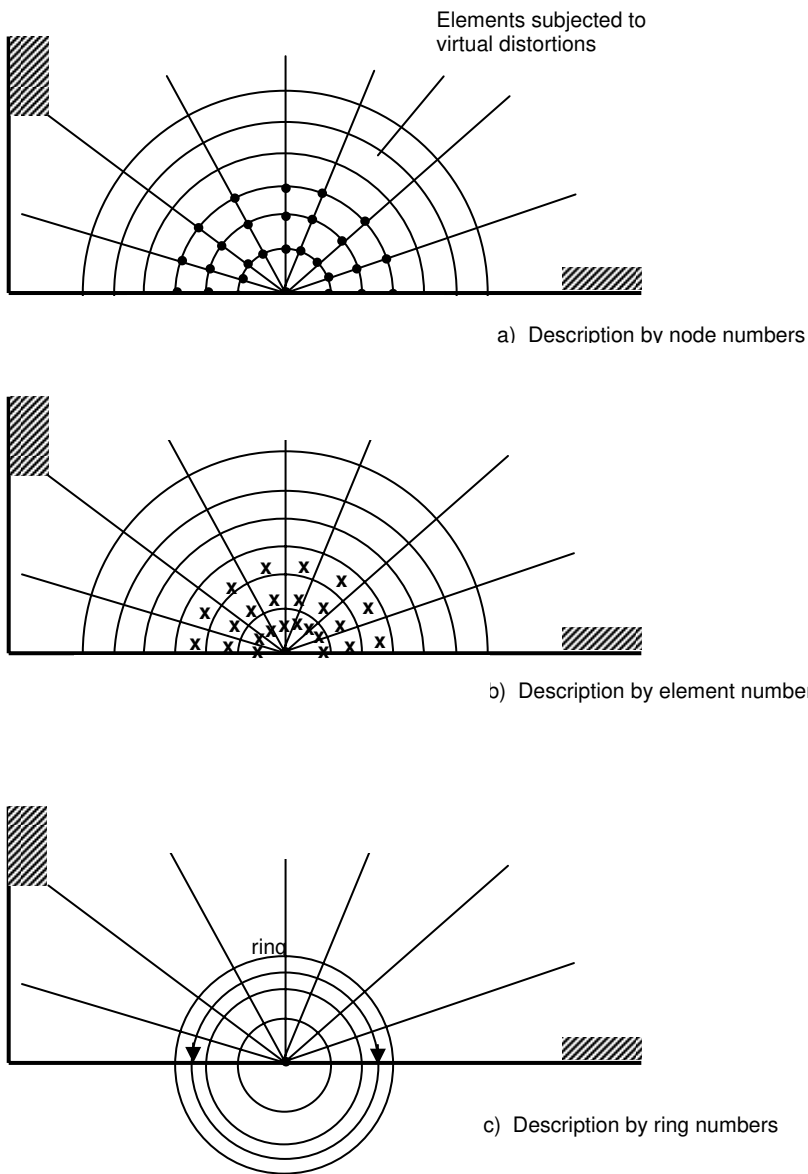 Elements subjected to
virtual distortions
a) Description by node numbers
x x x x x x x x x x x x x x x x x x x x x x x x x x x
b) Description by element number
ring
c) Description by ring numbers